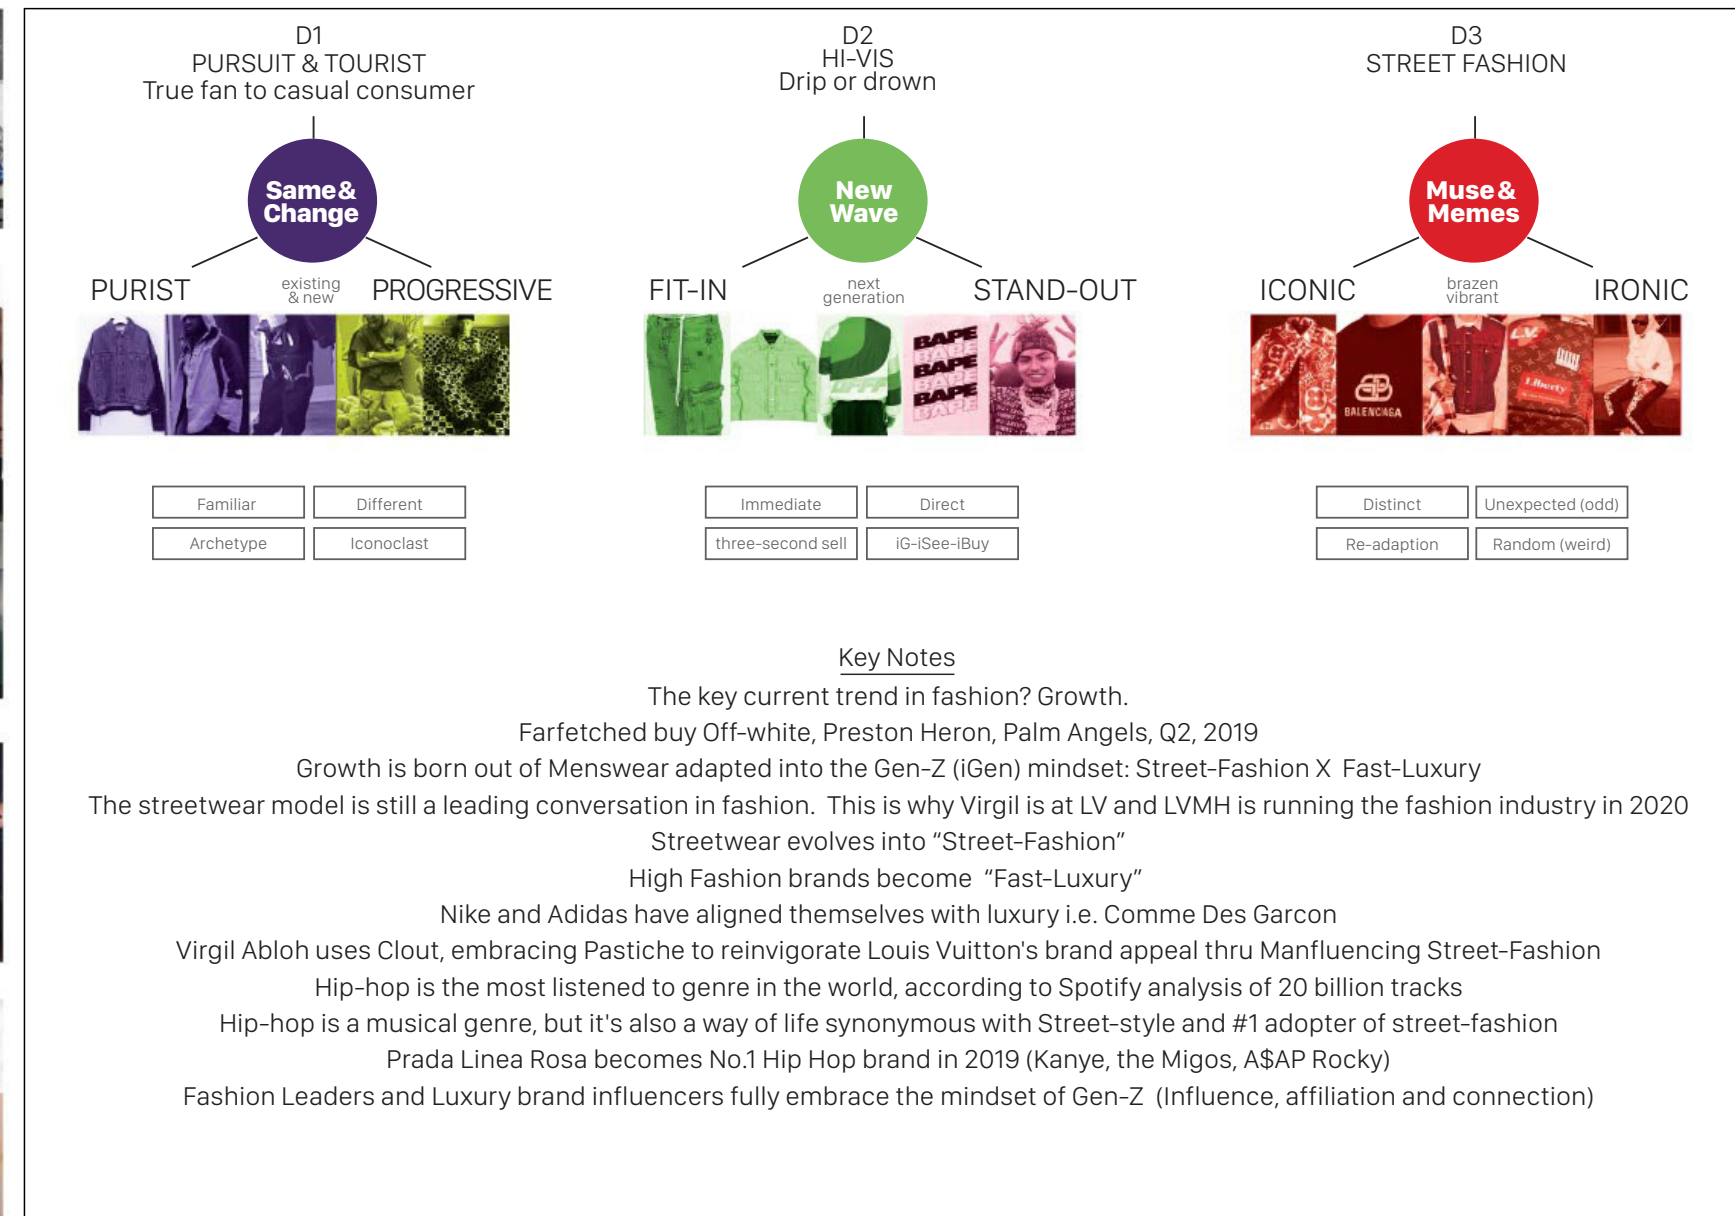 D1
PURSUIT & TOURIST
True fan to casual consumer
Same &
Change
PURIST
existing
& new
PROGRESSIVE
Familiar
Different
Archetype
Iconoclast
D2
HI-VIS
Drip or drown
New
Wave
FIT-IN
next
generation
STAND-OUT
BAPE
BAPE
BAPE
BAPE
BAPE
BAPE
Immediate
Direct
three-second sell
iG-iSee-iBuy
D3
STREET FASHION
Muse &
Memes
ICONIC
brazen
vibrant
IRONIC
BALENCIAGA
L.V.
Liberty
Distinct
Unexpected (odd)
Re-adaption
Random (weird)
Key Notes
The key current trend in fashion? Growth.
Farfetched buy Off-white, Preston Heron, Palm Angels, Q2, 2019
Growth is born out of Menswear adapted into the Gen-Z (iGen) mindset: Street-Fashion X Fast-Luxury
The streetwear model is still a leading conversation in fashion. This is why Virgil is at LV and LVMH is running the fashion industry in 2020
Streetwear evolves into “Street-Fashion”
High Fashion brands become “Fast-Luxury”
Nike and Adidas have aligned themselves with luxury i.e. Comme Des Garcon
Virgil Abloh uses Clout, embracing Pastiche to reinvigorate Louis Vuitton's brand appeal thru Manfluencing Street-Fashion
Hip-hop is the most listened to genre in the world, according to Spotify analysis of 20 billion tracks
Hip-hop is a musical genre, but it's also a way of life synonymous with Street-style and #1 adopter of street-fashion
Prada Linea Rosa becomes No.1 Hip Hop brand in 2019 (Kanye, the Migos, A$AP Rocky)
Fashion Leaders and Luxury brand influencers fully embrace the mindset of Gen-Z (Influence, affiliation and connection)